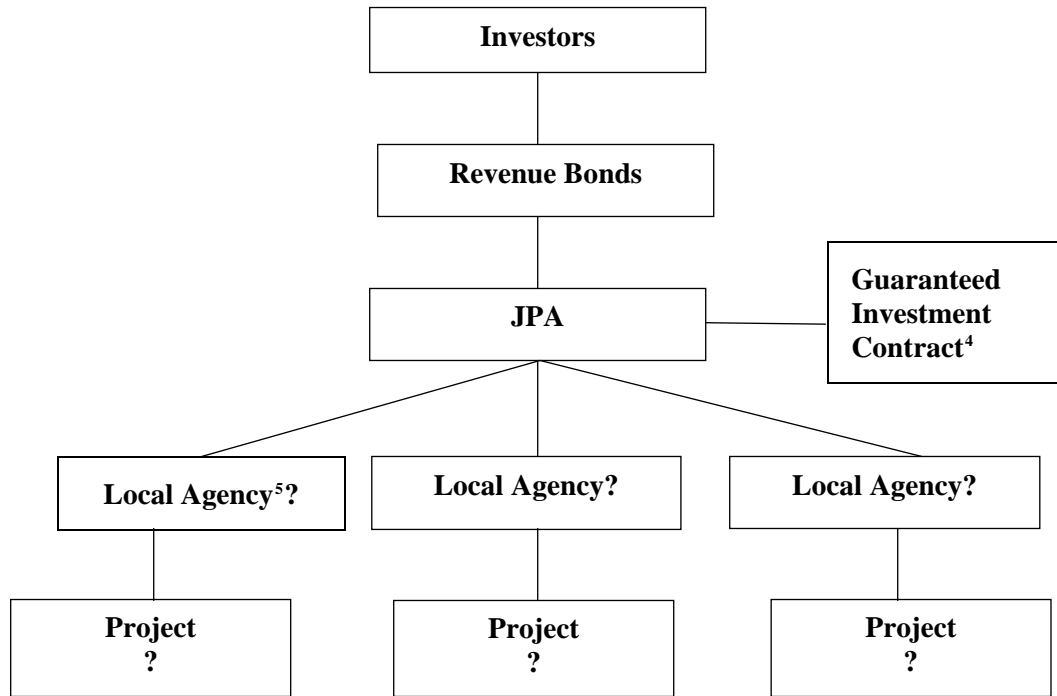 Investors
Revenue Bonds
JPA
Guaranteed
Investment
Contract⁴
Local Agency⁵?
Local Agency?
Local Agency?
Project
?
Project
?
Project
?